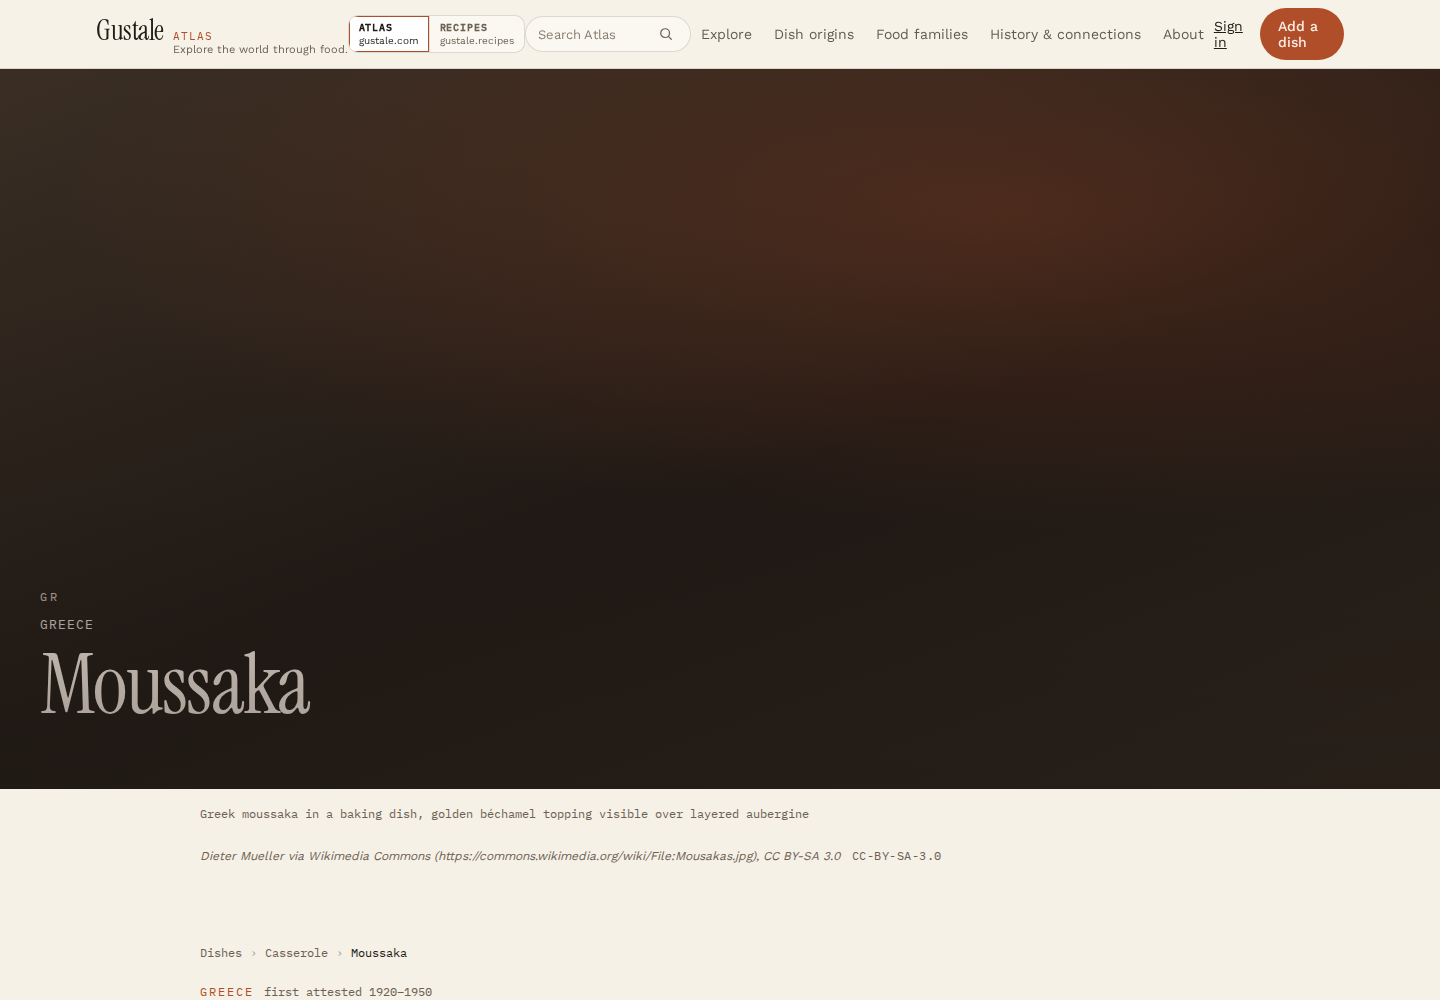 Gustale ATLAS
Explore the world through food.
ATLAS
gustale.com
RECIPES
gustale.recipes
Search Atlas
Explore
Dish origins
Food families
History & connections
About
Sign in
Add a dish
GR
GREECE
Moussaka
Greek moussaka in a baking dish, golden béchamel topping visible over layered aubergine
Dieter Mueller via Wikimedia Commons (https://commons.wikimedia.org/wiki/File:Mousakas.jpg), CC BY-SA 3.0 CC-BY-SA-3.0
Dishes › Casserole › Moussaka
GREECE first attested 1920–1950